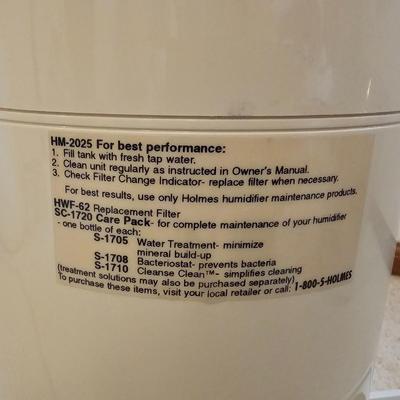 HM-2025 For best performance:
1. Fill tank with fresh tap water.
2. Clean unit regularly as instructed in Owner's Manual.
3. Check Filter Change Indicator- replace filter when necessary.
For best results, use only Holmes humidifier maintenance products.
HWF-62 Replacement Filter
SC-1720 Care Pack- for complete maintenance of your humidifier
- one bottle of each:
S-1705 Water Treatment- minimize
mineral build-up
S-1708 Bacteriostat- prevents bacteria
S-1710 Cleanse Clean™- simplifies cleaning
(treatment solutions may also be purchased separately)
To purchase these items, visit your local retailer or call: 1-800-5-HOLMES